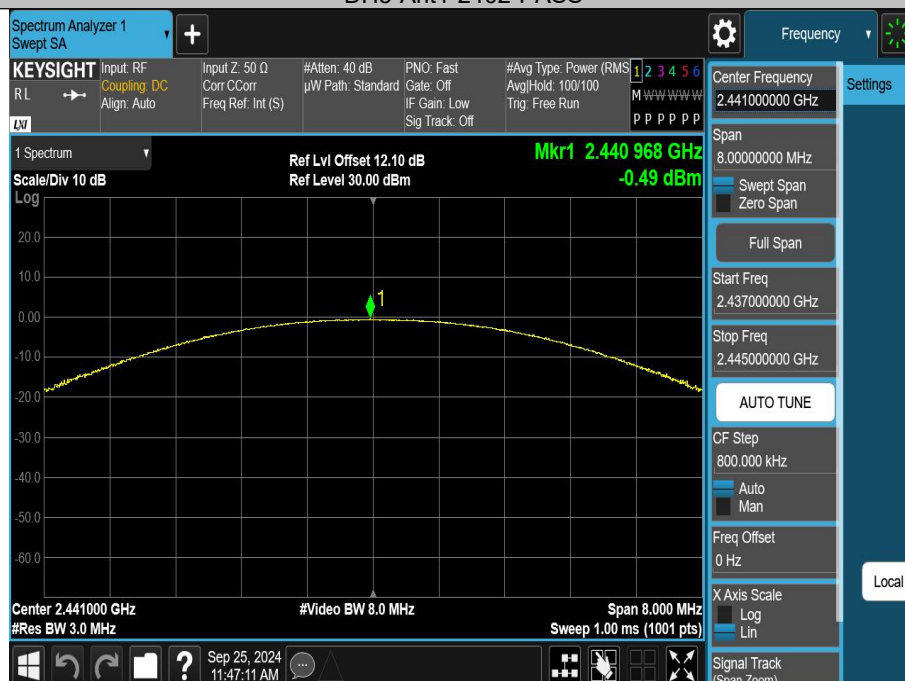 Spectrum Analyzer 1
Swept SA
+
Frequency
KEYSIGHT
RL
LXI
Input: RF
Coupling: DC
Align: Auto
Input Z: 50 Ω
Corr CCorr
Freq Ref: Int (S)
#Atten: 40 dB
µW Path: Standard
PNO: Fast
Gate: Off
IF Gain: Low
Sig Track: Off
#Avg Type: Power (RMS
Avg|Hold: 100/100
Trig: Free Run
1 2 3 4 5 6
M W W W W W
P P P P P P
1 Spectrum
Scale/Div 10 dB
Log
Ref Lvl Offset 12.10 dB
Ref Level 30.00 dBm
Mkr1 2.440 968 GHz
-0.49 dBm
20.0
10.0
0.00
-10.0
-20.0
-30.0
-40.0
-50.0
-60.0
1
Center 2.441000 GHz
#Res BW 3.0 MHz
#Video BW 8.0 MHz
Span 8.000 MHz
Sweep 1.00 ms (1001 pts)
Center Frequency
2.441000000 GHz
Settings
Span
8.00000000 MHz
Swept Span
Zero Span
Full Span
Start Freq
2.437000000 GHz
Stop Freq
2.445000000 GHz
AUTO TUNE
CF Step
800.000 kHz
Auto
Man
Freq Offset
0 Hz
Local
X Axis Scale
Log
Lin
Signal Track
(Span Zoom)
?
Sep 25, 2024
11:47:11 AM